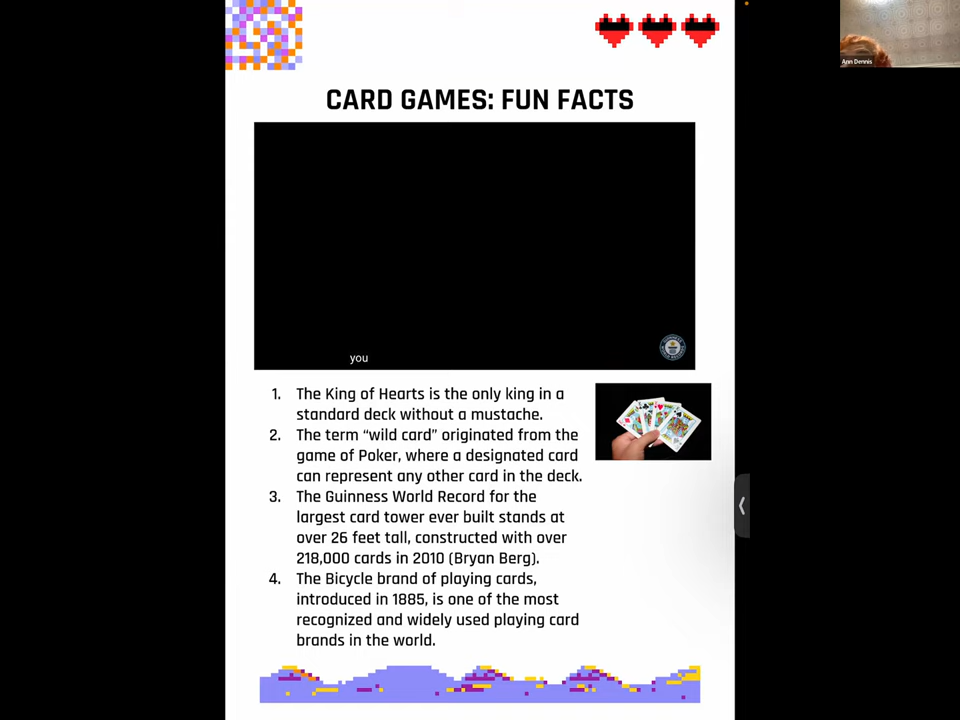 Ann Dennis
CARD GAMES: FUN FACTS
you
1. The King of Hearts is the only king in a
standard deck without a mustache.
2. The term “wild card” originated from the
game of Poker, where a designated card
can represent any other card in the deck.
3. The Guinness World Record for the
largest card tower ever built stands at
over 26 feet tall, constructed with over
218,000 cards in 2010 (Bryan Berg).
4. The Bicycle brand of playing cards,
introduced in 1885, is one of the most
recognized and widely used playing card
brands in the world.